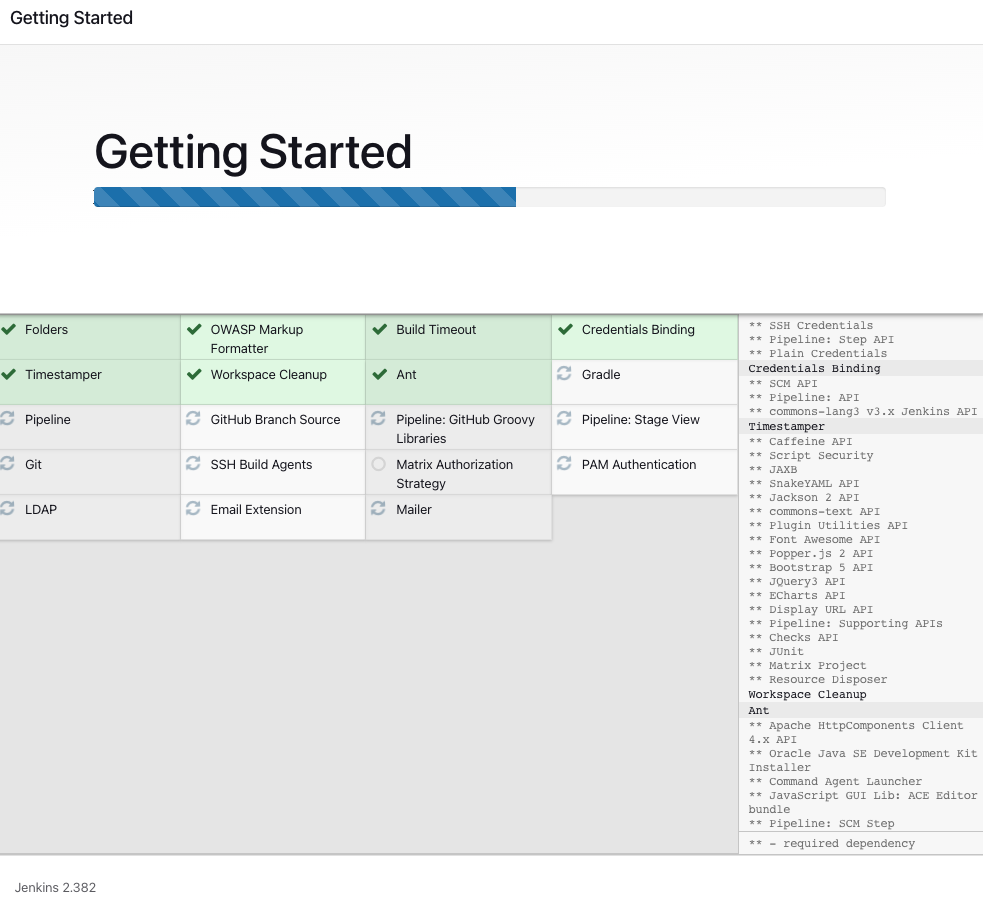 Getting Started
Getting Started
Folders
OWASP Markup
Formatter
Build Timeout
Credentials Binding
Timestamper
Workspace Cleanup
Ant
Gradle
Pipeline
GitHub Branch Source
Pipeline: GitHub Groovy
Libraries
Pipeline: Stage View
Git
SSH Build Agents
Matrix Authorization
Strategy
PAM Authentication
LDAP
Email Extension
Mailer
** SSH Credentials
** Pipeline: Step API
** Plain Credentials
Credentials Binding
** SCM API
** Pipeline: API
** commons-lang3 v3.x Jenkins API
Timestamper
** Caffeine API
** Script Security
** JAXB
** SnakeYAML API
** Jackson 2 API
** commons-text API
** Plugin Utilities API
** Font Awesome API
** Popper.js 2 API
** Bootstrap 5 API
** JQuery3 API
** ECharts API
** Display URL API
** Pipeline: Supporting APIs
** Checks API
** JUnit
** Matrix Project
** Resource Disposer
Workspace Cleanup
Ant
** Apache HttpComponents Client
4.x API
** Oracle Java SE Development Kit
Installer
** Command Agent Launcher
** JavaScript GUI Lib: ACE Editor
bundle
** Pipeline: SCM Step
** - required dependency
Jenkins 2.382